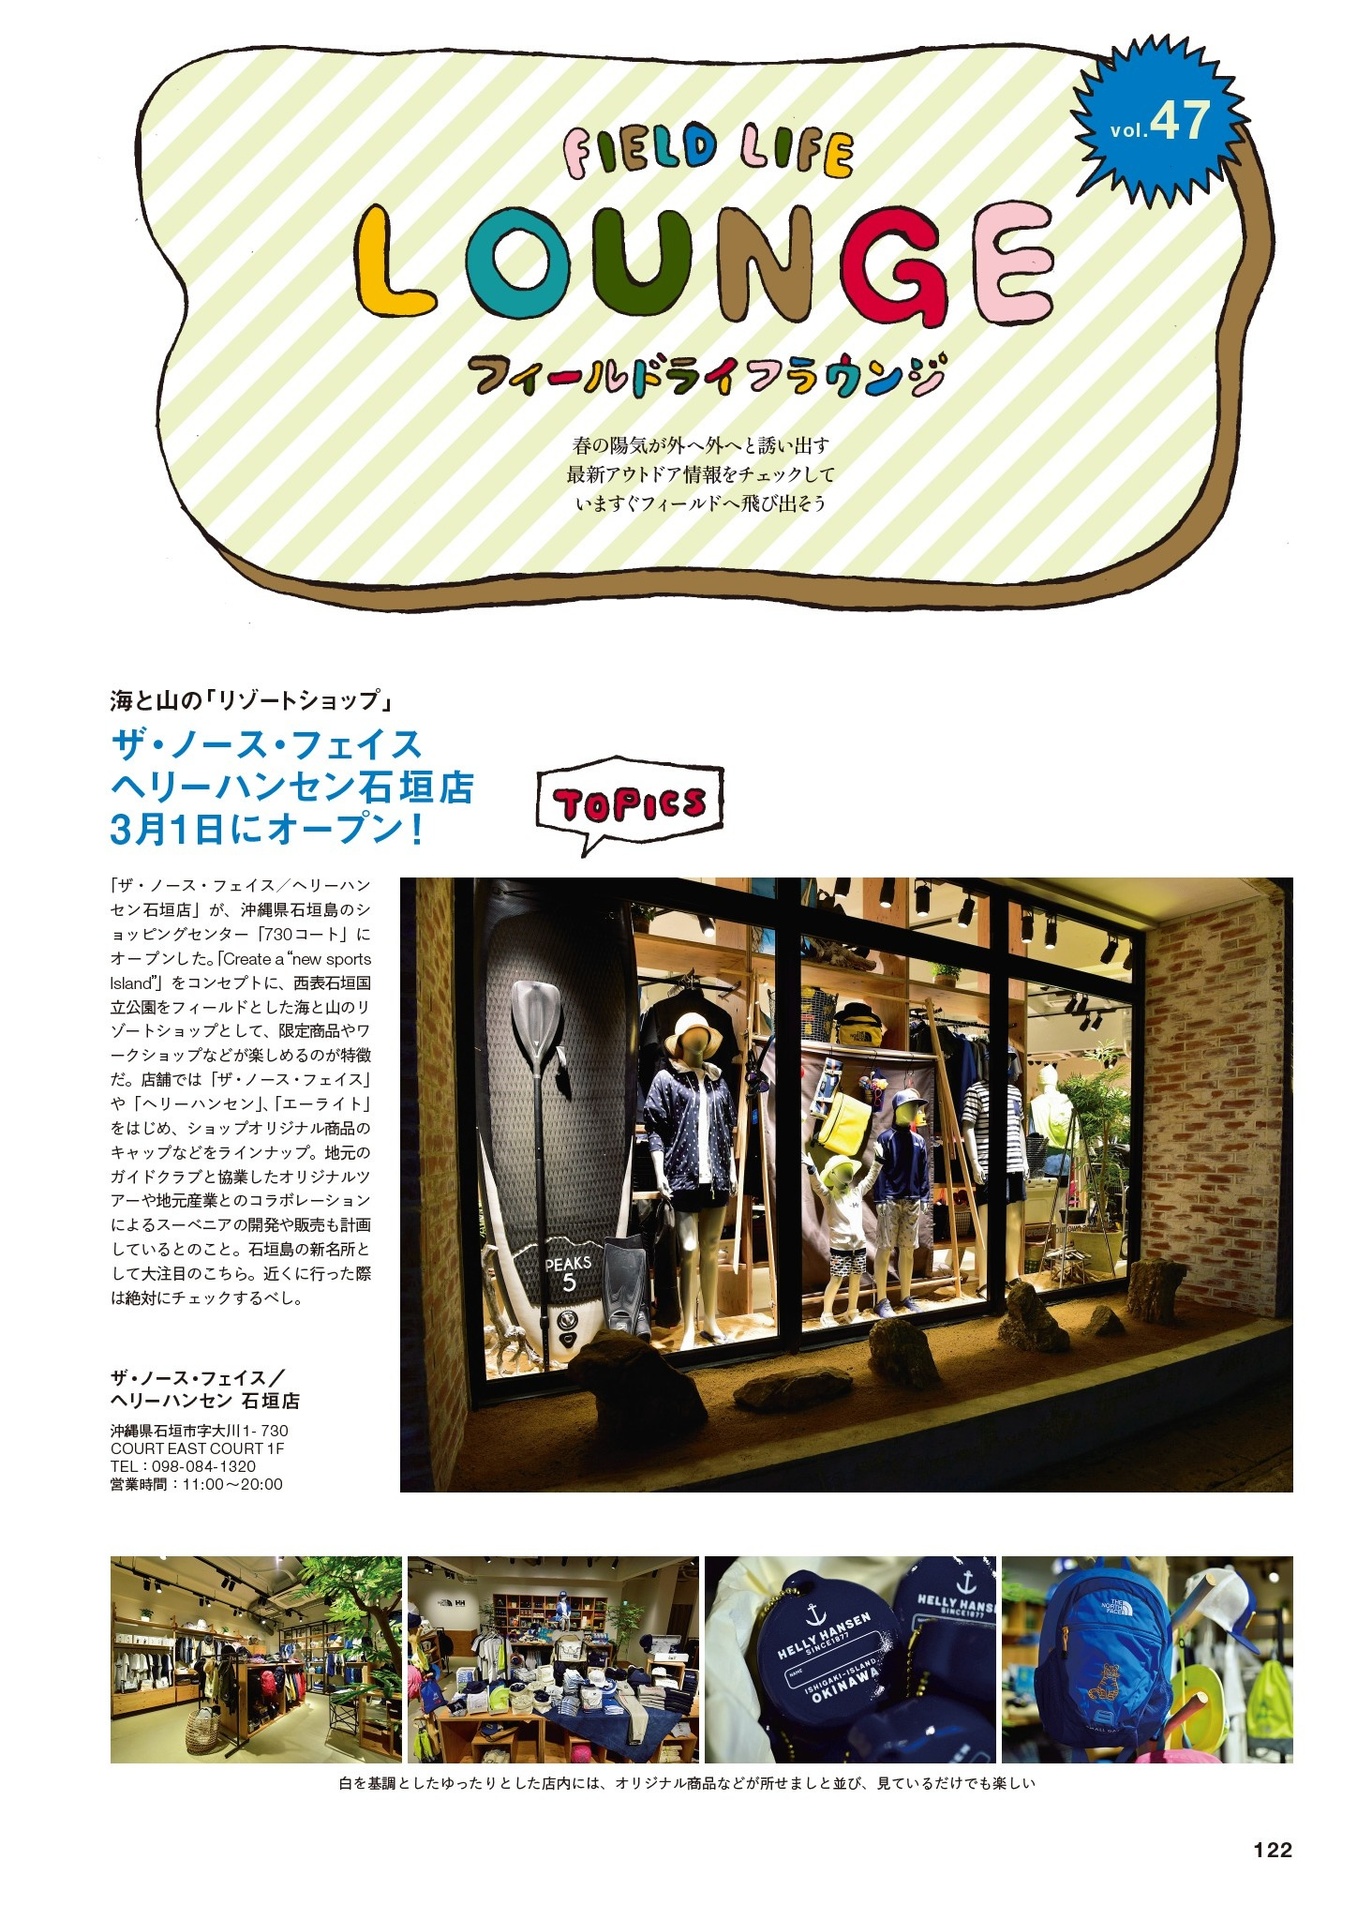 vol.47
FIELD LIFE
LOUNGE
フィールドライフラウンジ
春の陽気が外へ外へと誘い出す
最新アウトドア情報をチェックして
いますぐフィールドへ飛び出そう
海と山の「リゾートショップ」
ザ・ノース・フェイス
ヘリーハンセン石垣店
3月1日にオープン！
TOPICS
「ザ・ノース・フェイス／ヘリーハン
セン石垣店」が、沖縄県石垣島のシ
ョッピングセンター「730コート」に
オープンした。「Create a “new sports
Island”」をコンセプトに、西表石垣国
立公園をフィールドとした海と山のリ
ゾートショップとして、限定商品やワ
ークショップなどが楽しめるのが特徴
だ。店舗では「ザ・ノース・フェイス」
や「ヘリーハンセン」、「エーライト」
をはじめ、ショップオリジナル商品の
キャップなどをラインナップ。地元の
ガイドクラブと協業したオリジナルツ
アーや地元産業とのコラボレーション
によるスーベニアの開発や販売も計画
しているとのこと。石垣島の新名所と
して大注目のこちら。近くに行った際
は絶対にチェックするべし。
ザ・ノース・フェイス／
ヘリーハンセン 石垣店
沖縄県石垣市字大川1- 730
COURT EAST COURT 1F
TEL：098-084-1320
営業時間：11:00〜20:00
PEAKS
5
HH
HELLY HANSEN
SINCE1877
NAME
ISHIGAKI-ISLAND
OKINAWA
HELLY HANS
SINCE1877
THE
NORTH
FACE
白を基調としたゆったりとした店内には、オリジナル商品などが所せましと並び、見ているだけでも楽しい
122